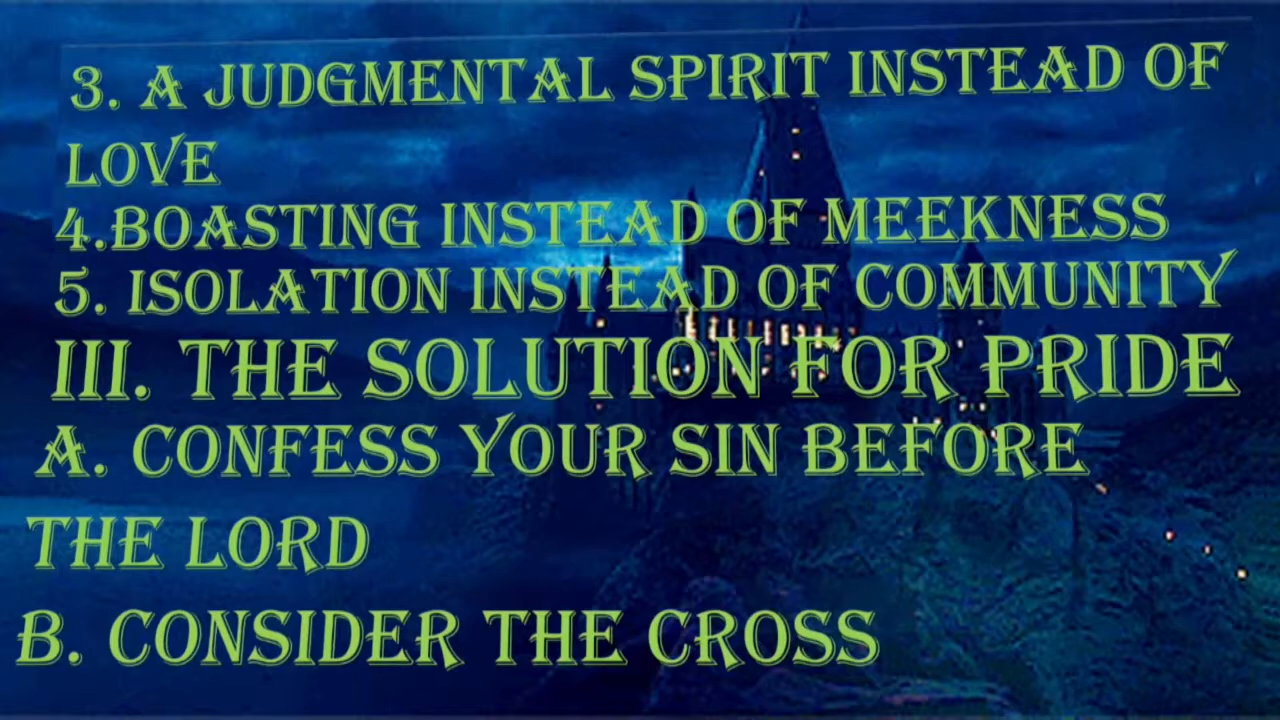 3. A JUDGMENTAL SPIRIT INSTEAD OF
LOVE
4.BOASTING INSTEAD OF MEEKNESS
5. ISOLATION INSTEAD OF COMMUNITY
III. THE SOLUTION FOR PRIDE
A. CONFESS YOUR SIN BEFORE
THE LORD
B. CONSIDER THE CROSS